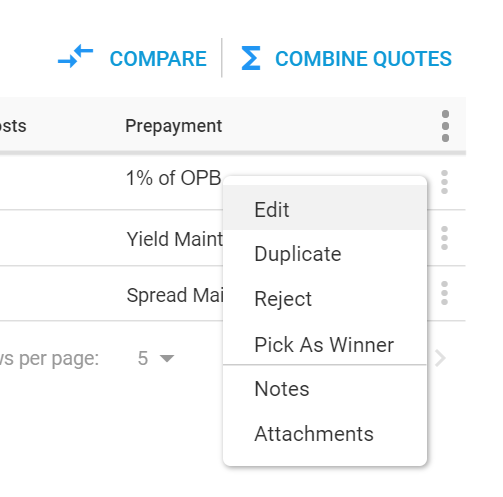 COMPARE COMBINE QUOTES
osts Prepayment
1% of OPB
Edit
Yield Maint
Duplicate
Spread Mai
Reject
Pick As Winner
ws per page: 5
Notes
Attachments